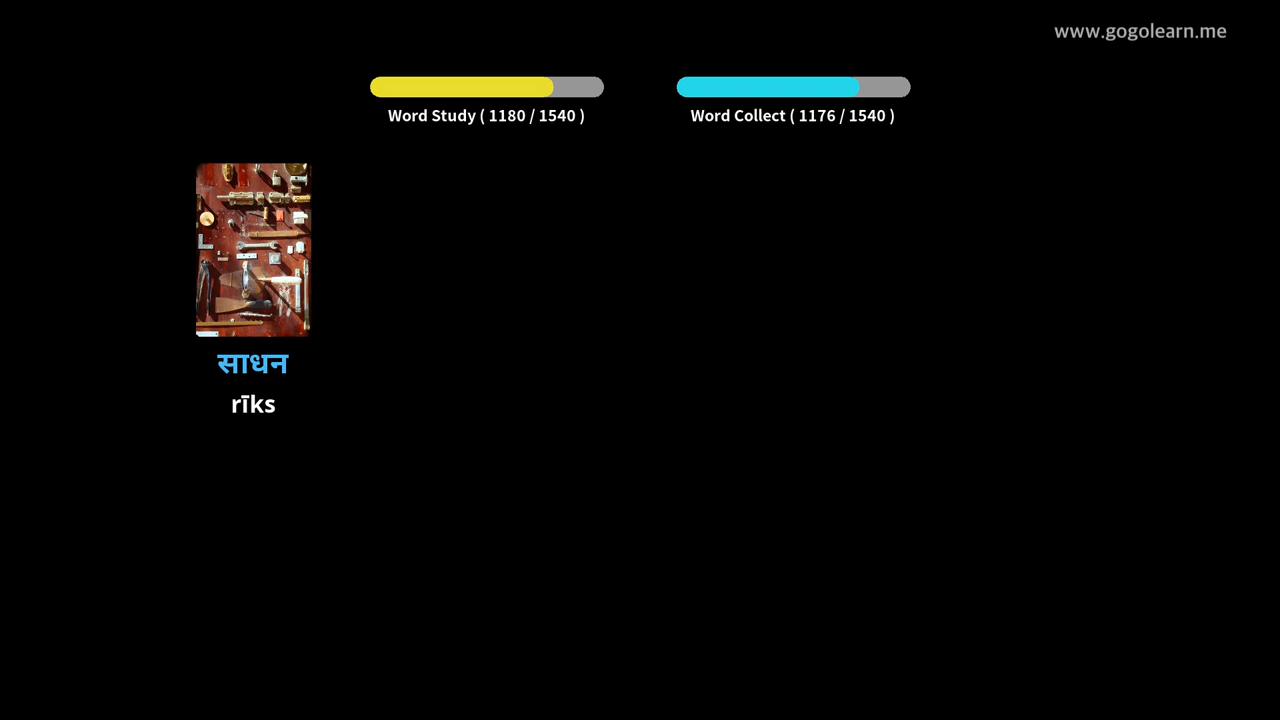 www.gogolearn.me
Word Study ( 1180 / 1540 )
Word Collect ( 1176 / 1540 )
साधन
rīks